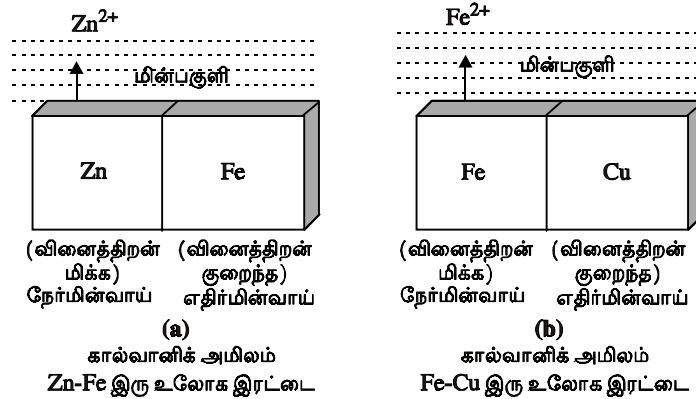 Zn2+
மின்பகுளி
Zn
Fe
(வினைத்திறன்
மிக்க)
நேர்மின்வாய்
(வினைத்திறன்
குறைந்த)
எதிர்மின்வாய்
(a)
கால்வானிக் அமிலம்
Zn-Fe இரு உலோக இரட்டை
Fe2+
மின்பகுளி
Fe
Cu
(வினைத்திறன்
மிக்க)
நேர்மின்வாய்
(வினைத்திறன்
குறைந்த)
எதிர்மின்வாய்
(b)
கால்வானிக் அமிலம்
Fe-Cu இரு உலோக இரட்டை